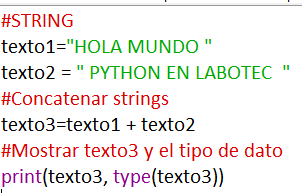 #STRING
texto1="HOLA MUNDO "
texto2 = " PYTHON EN LABOTEC  "
#Concatenar strings
texto3=texto1 + texto2
#Mostrar texto3 y el tipo de dato
print(texto3, type(texto3))